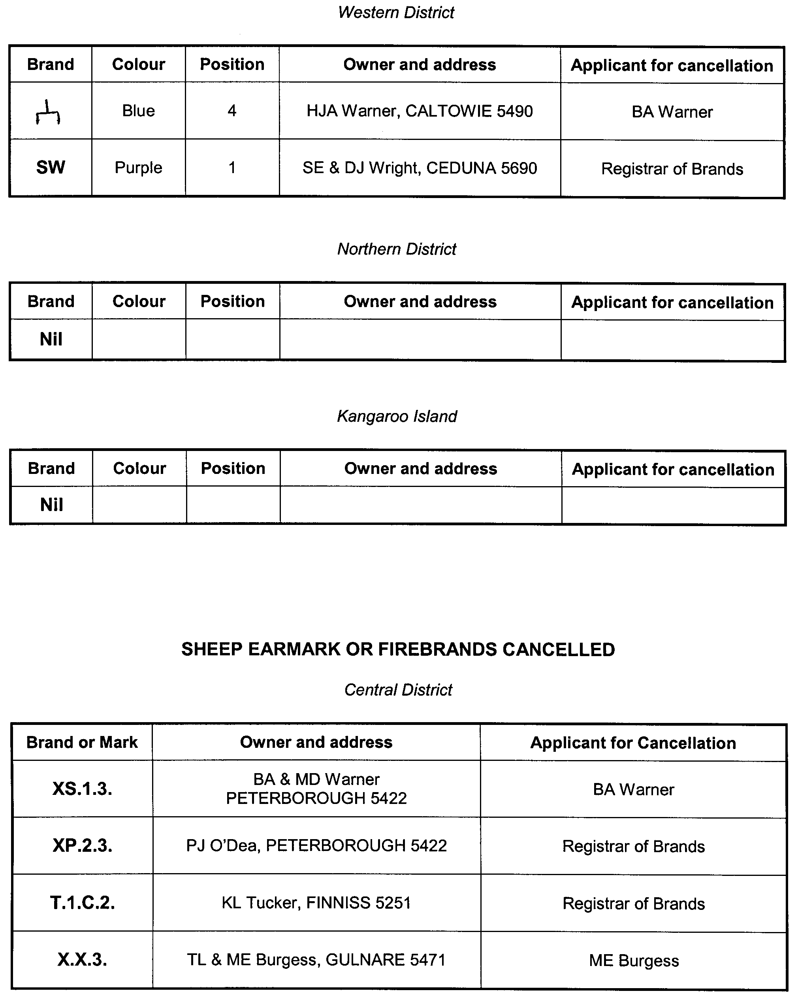 Western District
Brand Colour Position Owner and address Applicant for cancellation
Blue 4 HJA Warner, CALTOWIE 5490 BA Warner
SW Purple 1 SE & DJ Wright, CEDUNA 5690 Registrar of Brands
Northern District
Brand Colour Position Owner and address Applicant for cancellation
Nil
Kangaroo Island
Brand Colour Position Owner and address Applicant for cancellation
Nil
SHEEP EARMARK OR FIREBRANDS CANCELLED
Central District
Brand or Mark Owner and address Applicant for Cancellation
XS.1.3. BA & MD Warner BA Warner
PETERBOROUGH 5422
XP.2.3. PJ O'Dea, PETERBOROUGH 5422 Registrar of Brands
T.1.C.2. KL Tucker, FINNISS 5251 Registrar of Brands
X.X.3. TL & ME Burgess, GULNARE 5471 ME Burgess